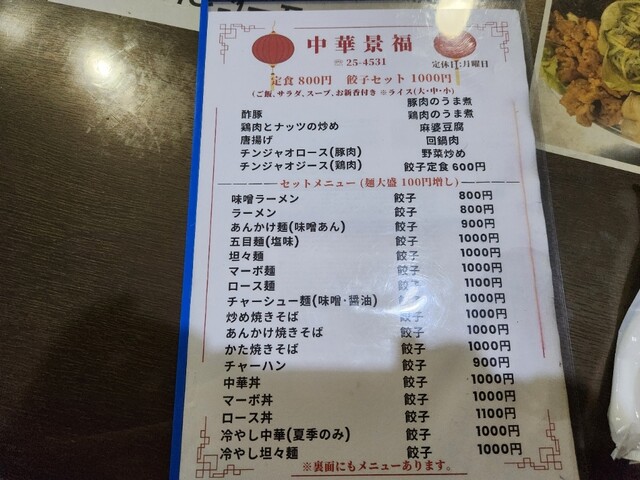 中華景福
☏25-4531
定休日:月曜日
定食 800円 餃子セット 1000円
(ご飯、サラダ、スープ、お新香付き ※ライス(大・中・小)
豚肉のうま煮
酢豚 鶏肉のうま煮
鶏肉とナッツの炒め 麻婆豆腐
唐揚げ 回鍋肉
チンジャオロース(豚肉) 野菜炒め
チンジャオジース(鶏肉) 餃子定食 600円
セットメニュー (麺大盛 100円増し)
味噌ラーメン 餃子 800円
ラーメン 餃子 800円
あんかけ麺(味噌あん) 餃子 900円
五目麺(塩味) 餃子 1000円
坦々麺 餃子 1000円
マーボ麺 餃子 1000円
ロース麺 餃子 1100円
チャーシュー麺(味噌・醤油) 餃子 1000円
炒め焼きそば 餃子 1000円
あんかけ焼きそば 餃子 1000円
かた焼きそば 餃子 1000円
チャーハン 餃子 900円
中華丼 餃子 1000円
マーボ丼 餃子 1000円
ロース丼 餃子 1100円
冷やし中華(夏季のみ) 餃子 1000円
冷やし坦々麺 餃子 1000円
※裏面にもメニューあります。